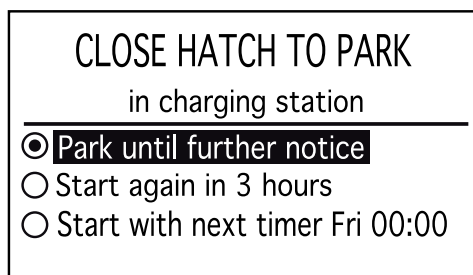 CLOSE HATCH TO PARK
in charging station
Park until further notice
Start again in 3 hours
Start with next timer Fri 00:00